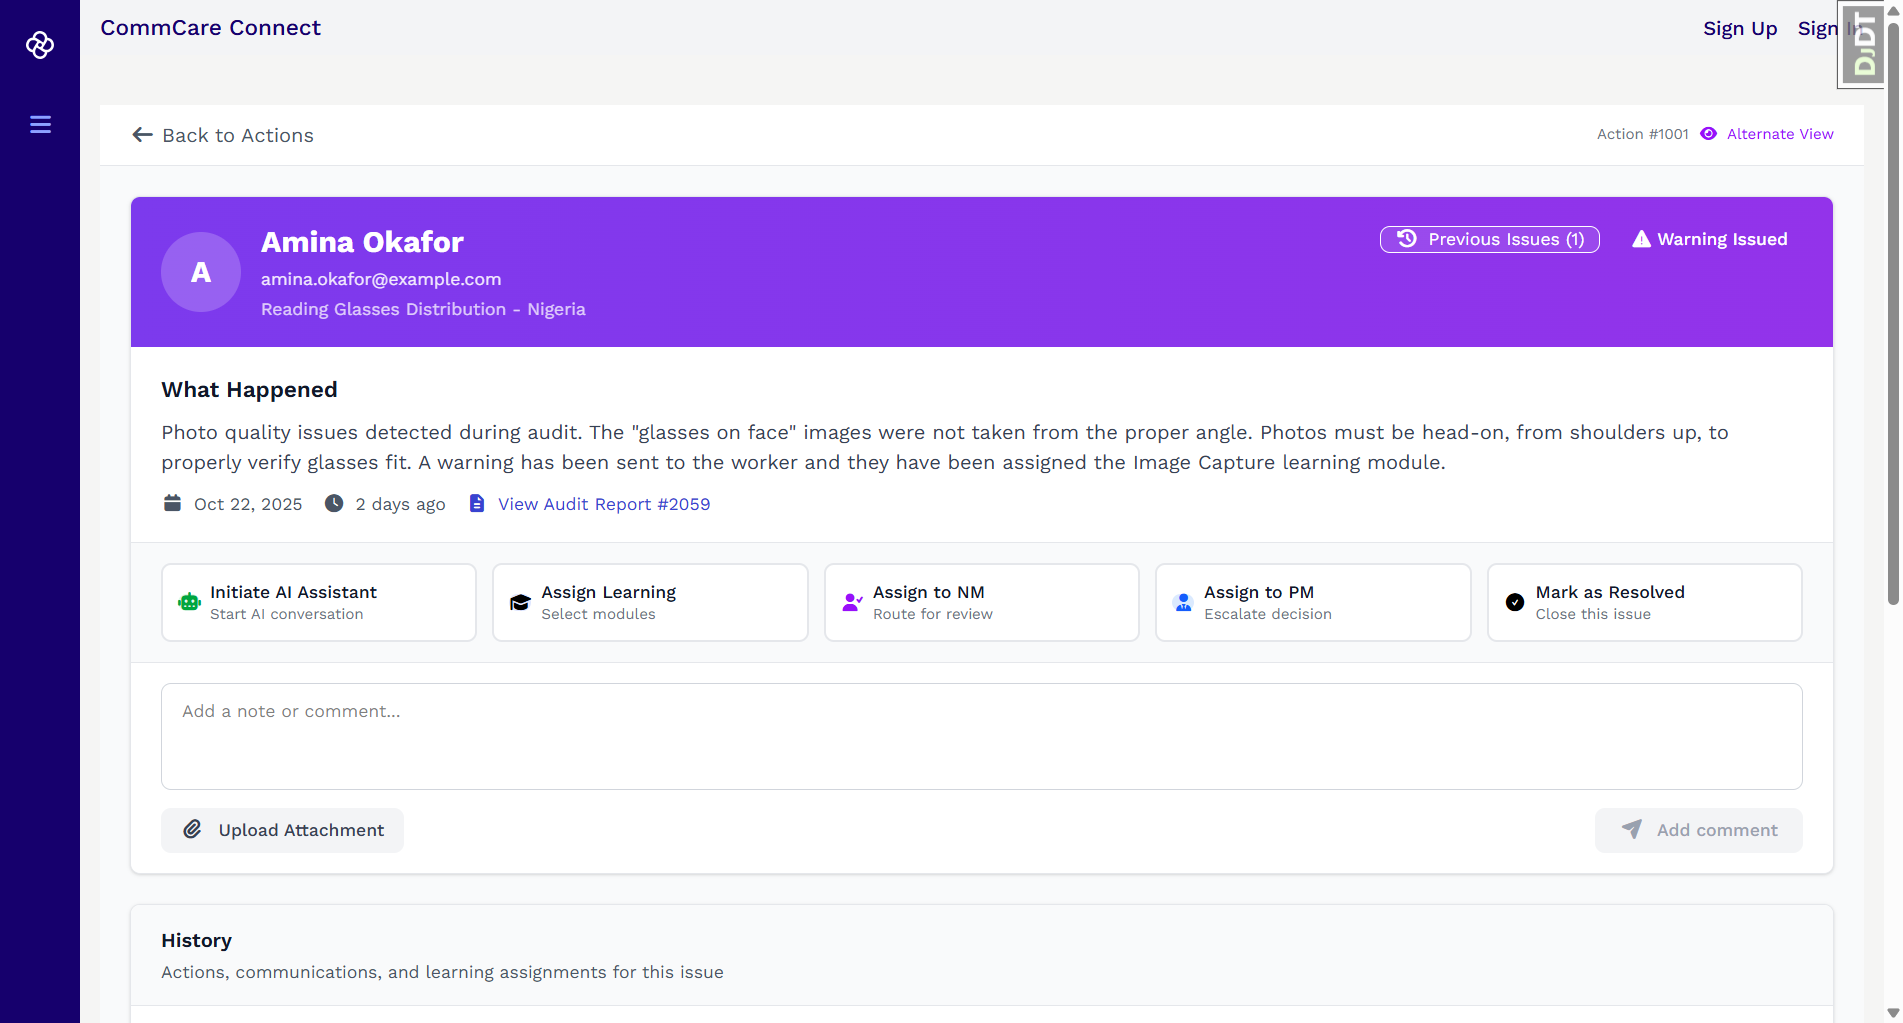 CommCare Connect
Sign Up
Sign In
DJDT
Back to Actions
Action #1001
Alternate View
A
Amina Okafor
amina.okafor@example.com
Reading Glasses Distribution - Nigeria
Previous Issues (1)
Warning Issued
What Happened
Photo quality issues detected during audit. The "glasses on face" images were not taken from the proper angle. Photos must be head-on, from shoulders up, to
properly verify glasses fit. A warning has been sent to the worker and they have been assigned the Image Capture learning module.
Oct 22, 2025
2 days ago
View Audit Report #2059
Initiate AI Assistant
Start AI conversation
Assign Learning
Select modules
Assign to NM
Route for review
Assign to PM
Escalate decision
Mark as Resolved
Close this issue
Add a note or comment...
Upload Attachment
Add comment
History
Actions, communications, and learning assignments for this issue